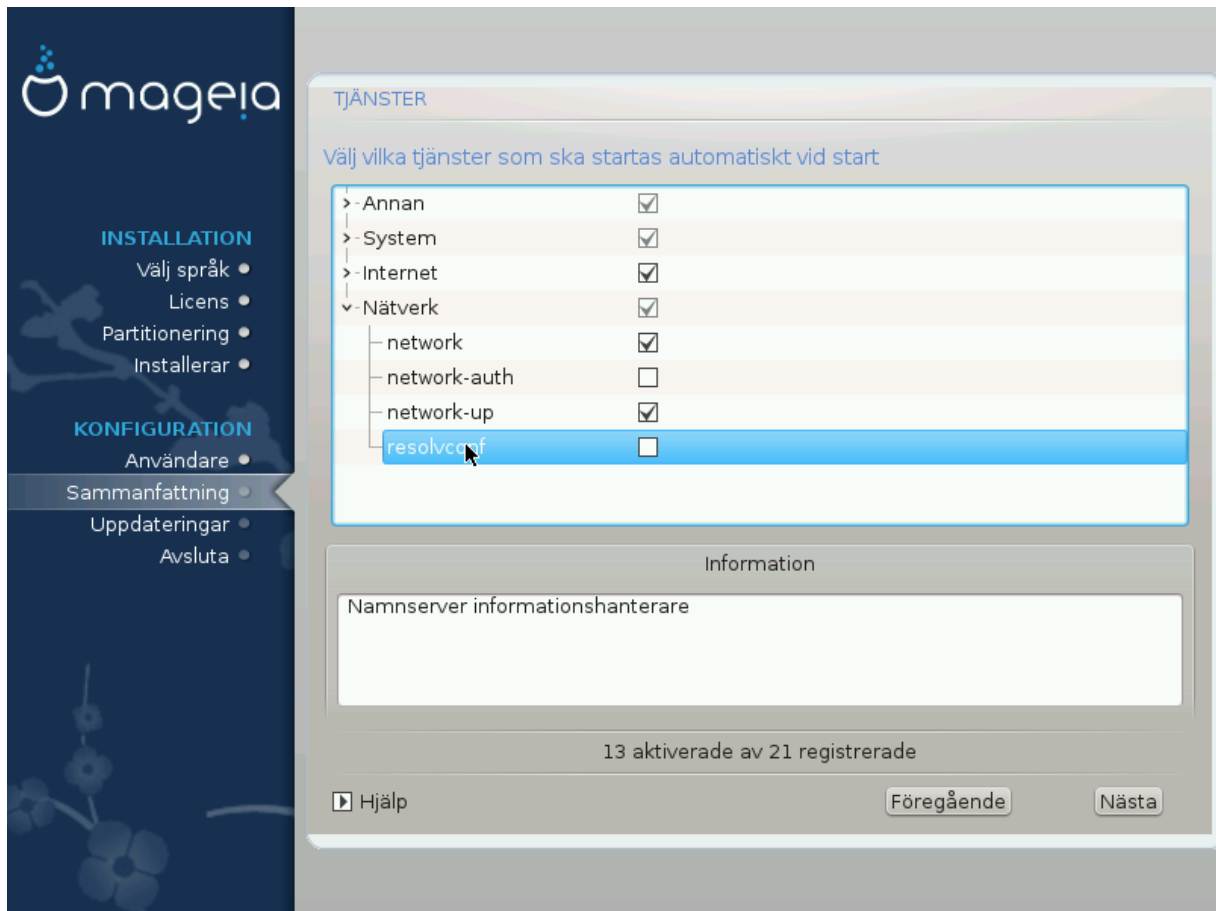 mageia
INSTALLATION
Välj språk
Licens
Partitionering
Installerar
KONFIGURATION
Användare
Sammanfattning
Uppdateringar
Avsluta
TJÄNSTER
Välj vilka tjänster som ska startas automatiskt vid start
Annan
System
Internet
Nätverk
network
network-auth
network-up
resolvconf
Information
Namnserver informationshanterare
13 aktiverade av 21 registrerade
Hjälp
Föregående
Nästa